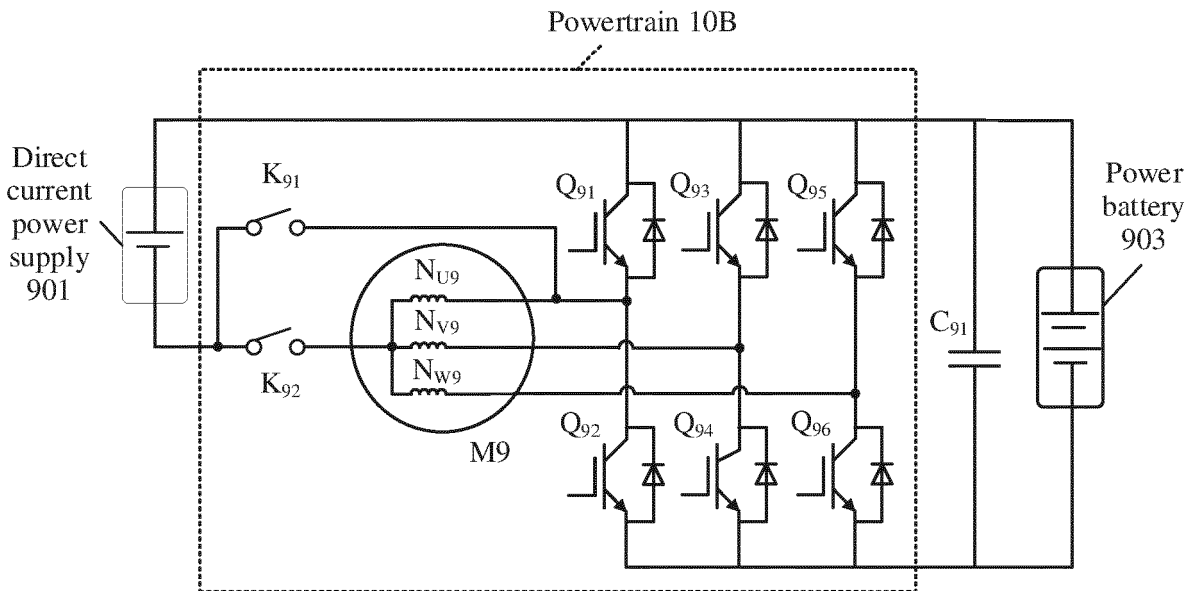 Powertrain 10B
Direct
current
power
supply
901
K91
K92
NU9
NV9
NW9
M9
Q91
Q93
Q95
Q92
Q94
Q96
C91
Power
battery
903